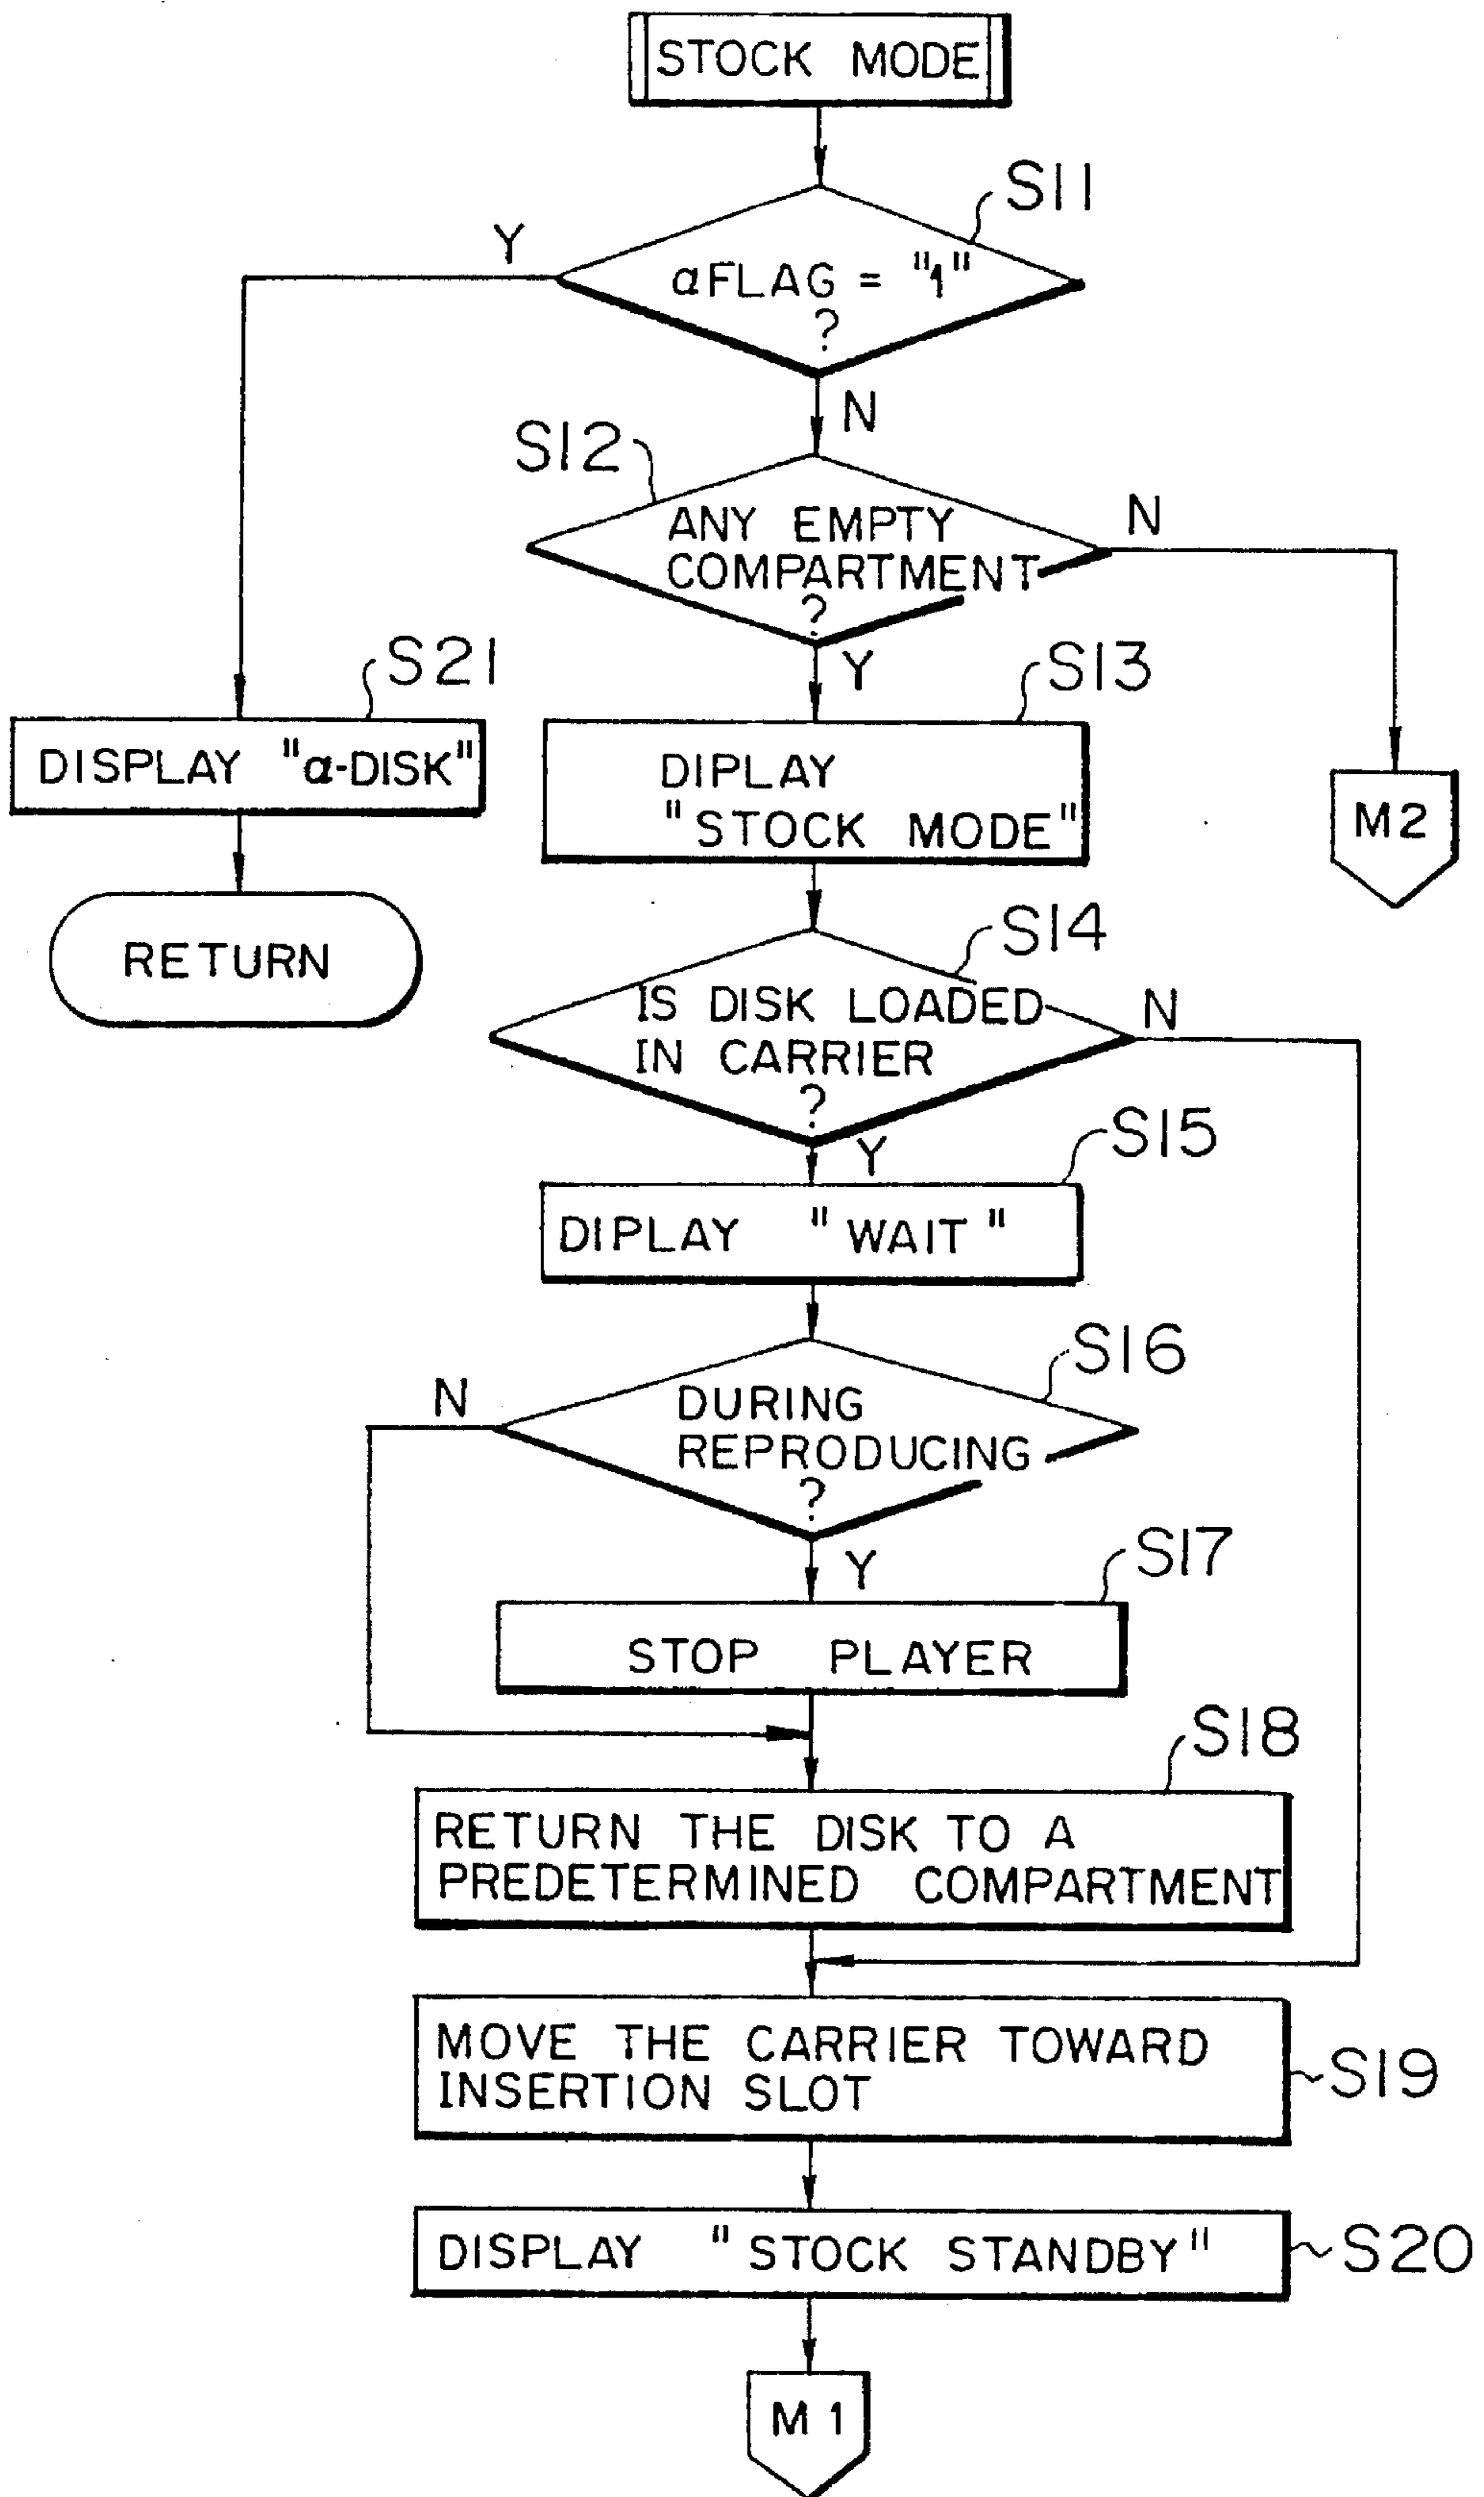 STOCK MODE
S11
Y
αFLAG = "1"
?
N
S12
ANY EMPTY
COMPARTMENT
?
N
Y
S21
S13
DISPLAY "α-DISK"
DIPLAY
"STOCK MODE"
M2
RETURN
S14
IS DISK LOADED
IN CARRIER
?
N
Y
S15
DIPLAY "WAIT"
S16
N
DURING
REPRODUCING
?
Y
S17
STOP PLAYER
S18
RETURN THE DISK TO A
PREDETERMINED COMPARTMENT
MOVE THE CARRIER TOWARD
INSERTION SLOT
S19
DISPLAY "STOCK STANDBY"
S20
M1